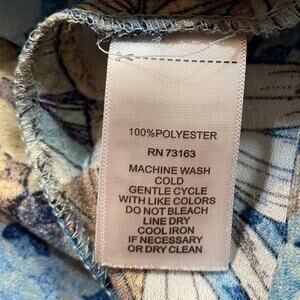 100%POLYESTER
RN 73163
MACHINE WASH
COLD
GENTLE CYCLE
WITH LIKE COLORS
DO NOT BLEACH
LINE DRY
COOL IRON
IF NECESSARY
OR DRY CLEAN